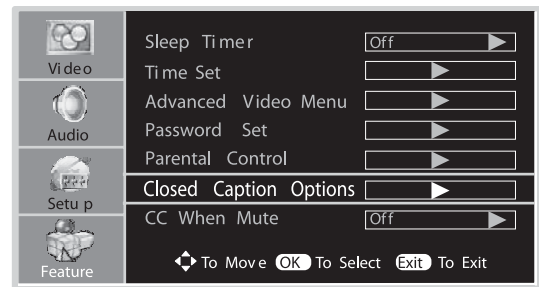 Video
Audio
Setup
Feature
Sleep Timer Off
Time Set
Advanced Video Menu
Password Set
Parental Control
Closed Caption Options
CC When Mute Off
To Move OK To Select Exit To Exit